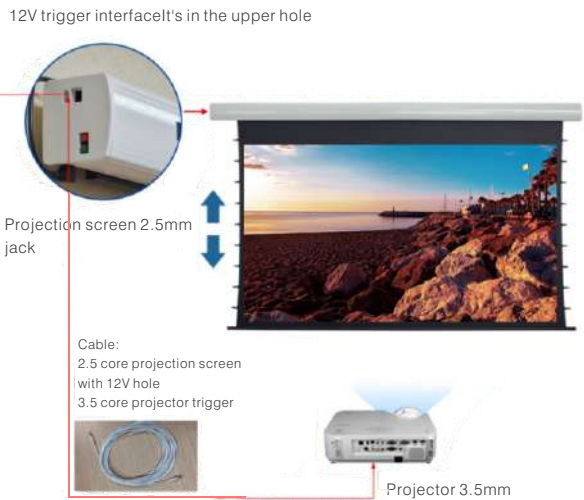 12V trigger interfaceIt's in the upper hole
Projection screen 2.5mm
jack
Cable:
2.5 core projection screen
with 12V hole
3.5 core projector trigger
Projector 3.5mm